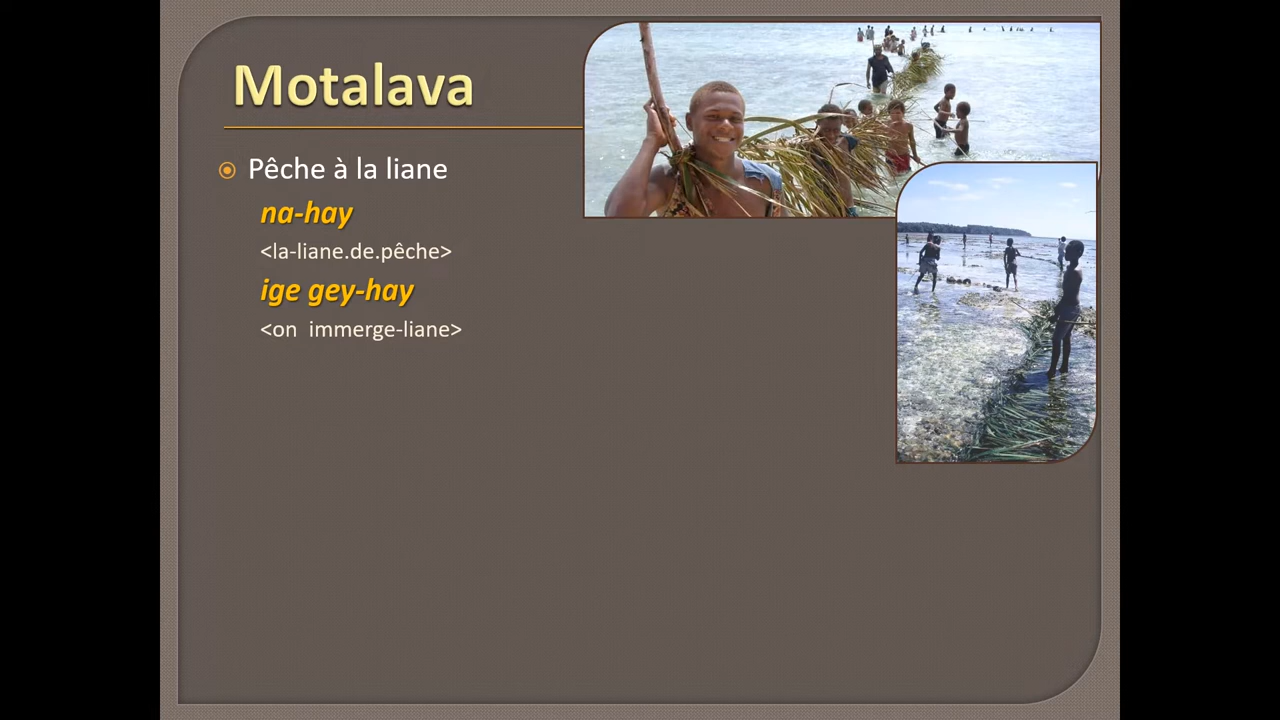 Motalava
Pêche à la liane
na-hay
<la-liane.de.pêche>
ige gey-hay
<on immerge-liane>